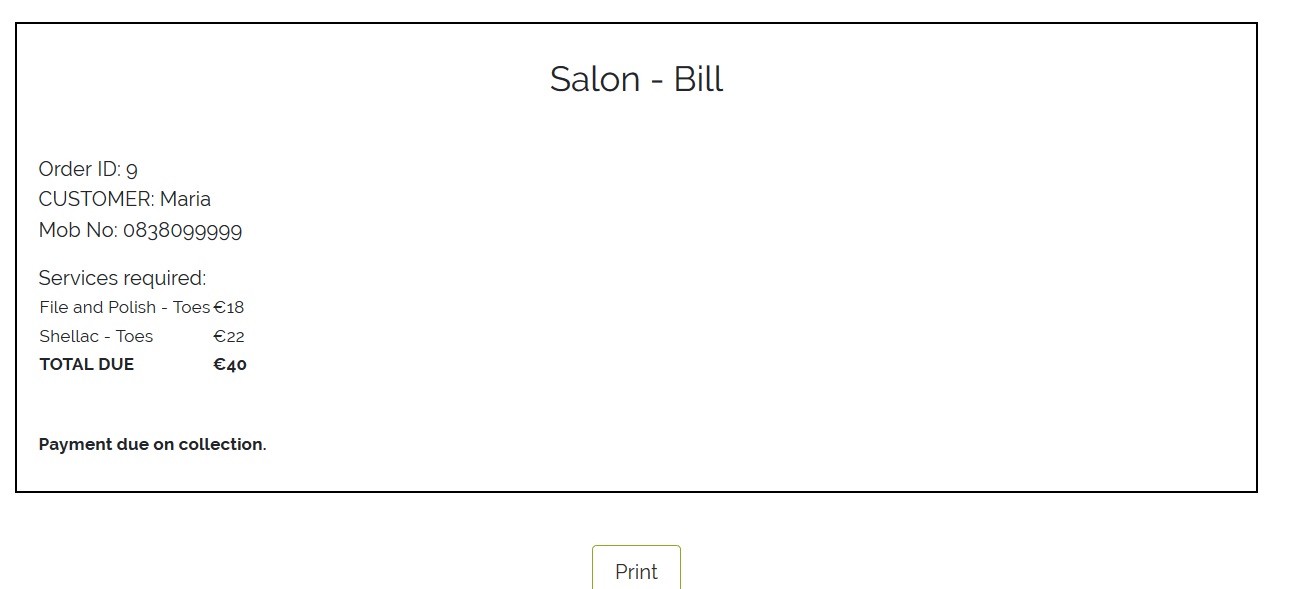 Salon - Bill
Order ID: 9
CUSTOMER: Maria
Mob No: 0838099999
Services required:
File and Polish - Toes €18
Shellac - Toes €22
TOTAL DUE €40
Payment due on collection.
Print